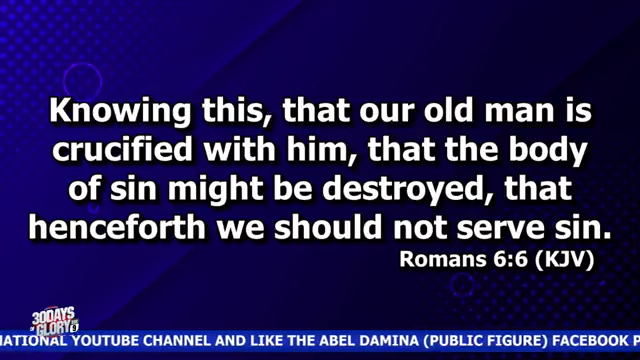 Knowing this, that our old man is
crucified with him, that the body
of sin might be destroyed, that
henceforth we should not serve sin.
Romans 6:6 (KJV)
30DAYS
OF GLORY
NATIONAL YOUTUBE CHANNEL AND LIKE THE ABEL DAMINA (PUBLIC FIGURE) FACEBOOK